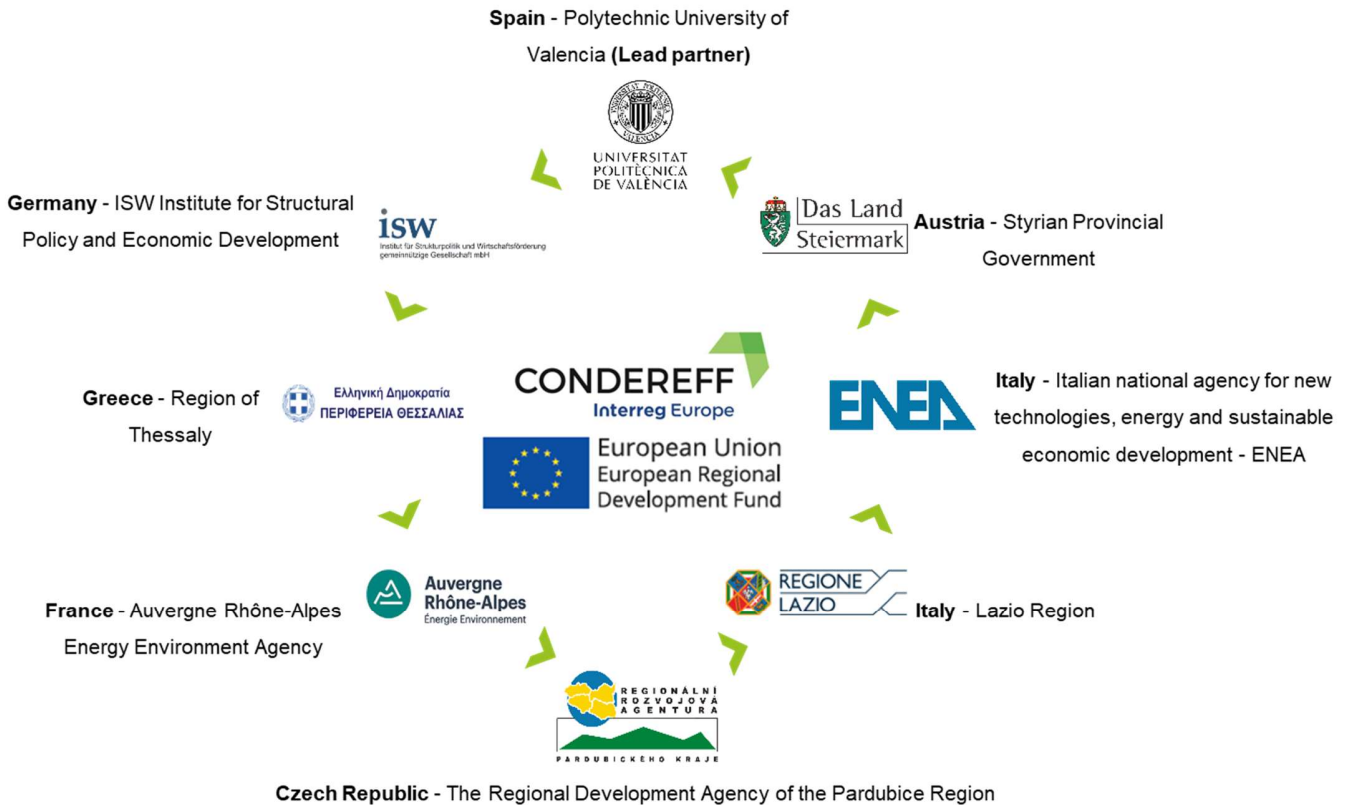 Spain - Polytechnic University of
Valencia (Lead partner)
UNIVERSITAT
POLITÈCNICA
DE VALÈNCIA
Germany - ISW Institute for Structural
Policy and Economic Development
isw
Institut für Strukturpolitik und Wirtschaftsförderung
gemeinnützige Gesellschaft mbH
Das Land
Steiermark
Austria - Styrian Provincial
Government
Greece - Region of
Thessaly
Ελληνική Δημοκρατία
ΠΕΡΙΦΕΡΕΙΑ ΘΕΣΣΑΛΙΑΣ
CONDEREFF
Interreg Europe
European Union
European Regional
Development Fund
ENEA
Italy - Italian national agency for new
technologies, energy and sustainable
economic development - ENEA
France - Auvergne Rhône-Alpes
Energy Environment Agency
Auvergne
Rhône-Alpes
Énergie Environnement
REGIONE
LAZIO
Italy - Lazio Region
REGIONÁLNÍ
ROZVOJOVÁ
AGENTURA
PARDUBICKÉHO KRAJE
Czech Republic - The Regional Development Agency of the Pardubice Region